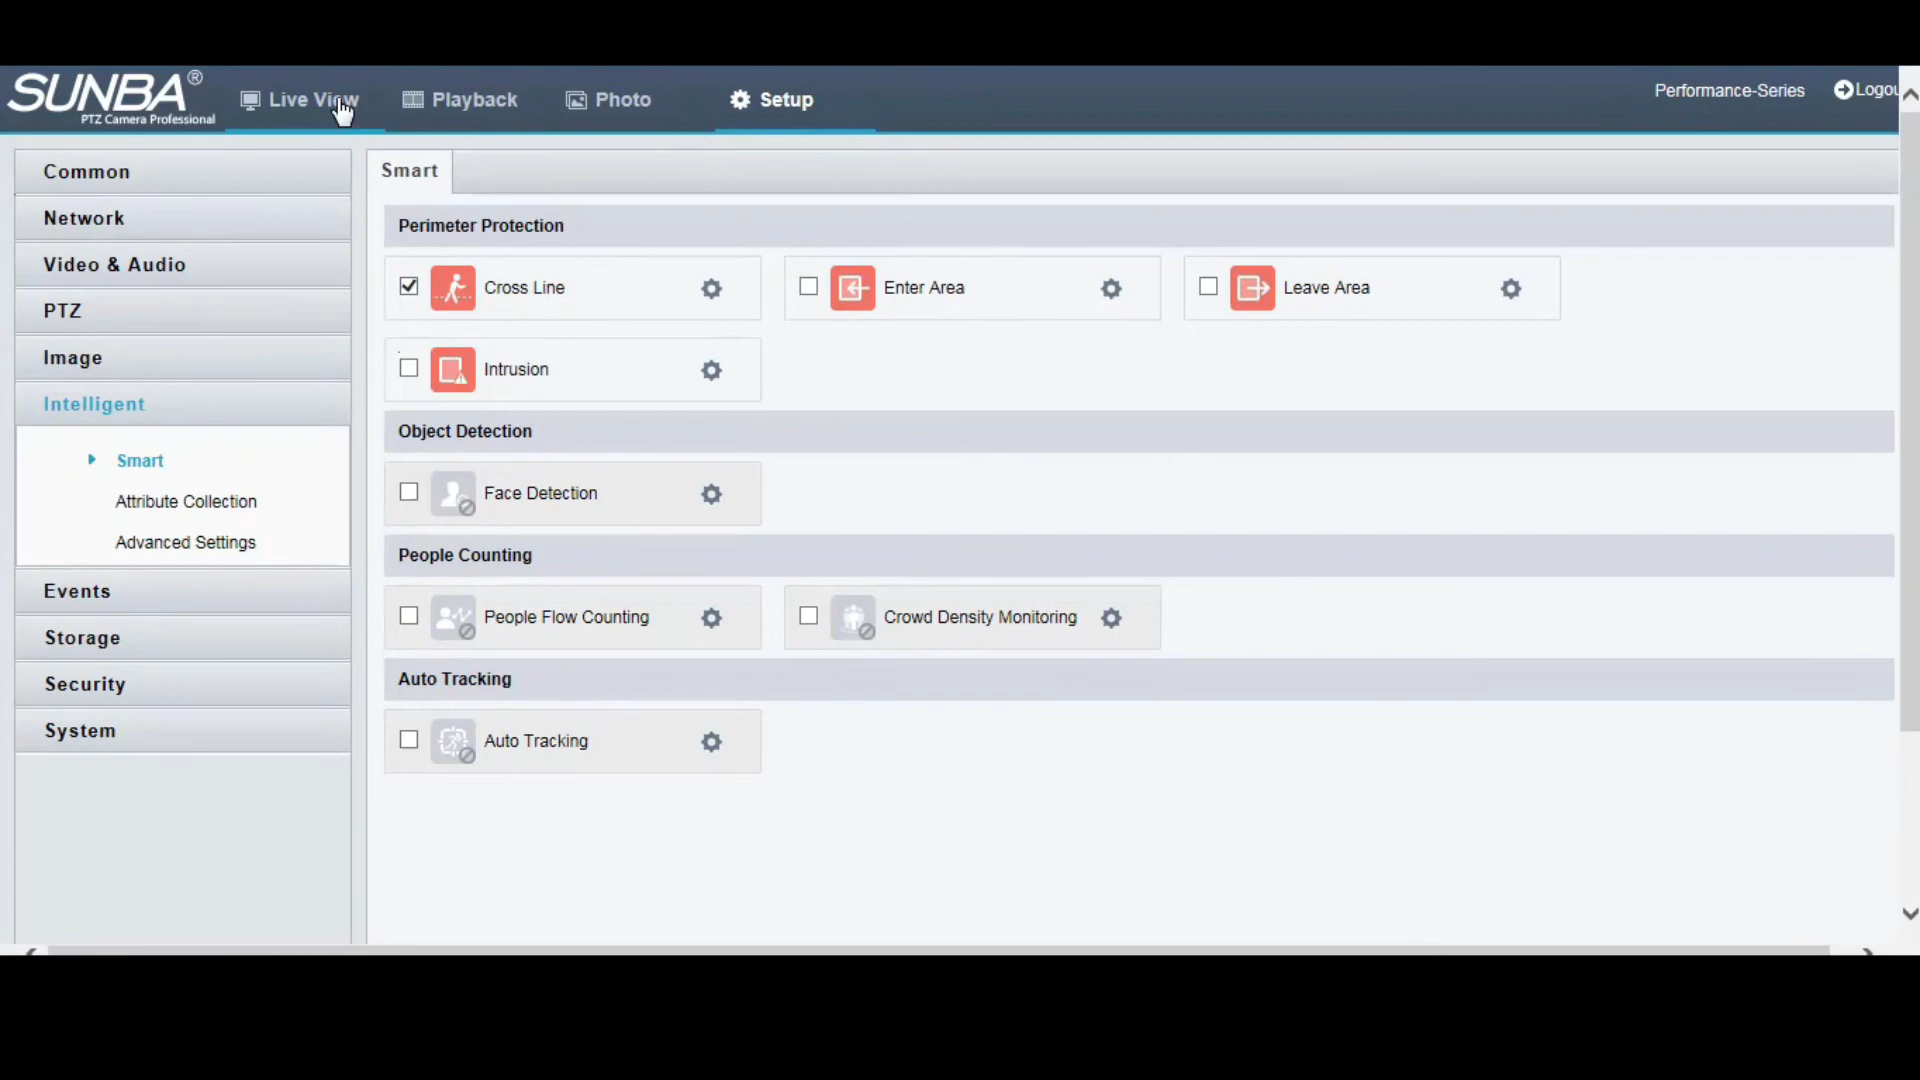 SUNBA®
PTZ Camera Professional
Live View
Playback
Photo
Setup
Performance-Series
Logou
Common
Network
Video & Audio
PTZ
Image
Intelligent
Smart
Attribute Collection
Advanced Settings
Events
Storage
Security
System
Smart
Perimeter Protection
Cross Line
Enter Area
Leave Area
Intrusion
Object Detection
Face Detection
People Counting
People Flow Counting
Crowd Density Monitoring
Auto Tracking
Auto Tracking